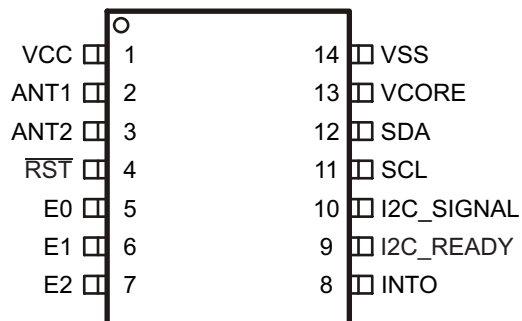 VCC 1 14 VSS
ANT1 2 13 VCORE
ANT2 3 12 SDA
RST 4 11 SCL
E0 5 10 I2C_SIGNAL
E1 6 9 I2C_READY
E2 7 8 INTO